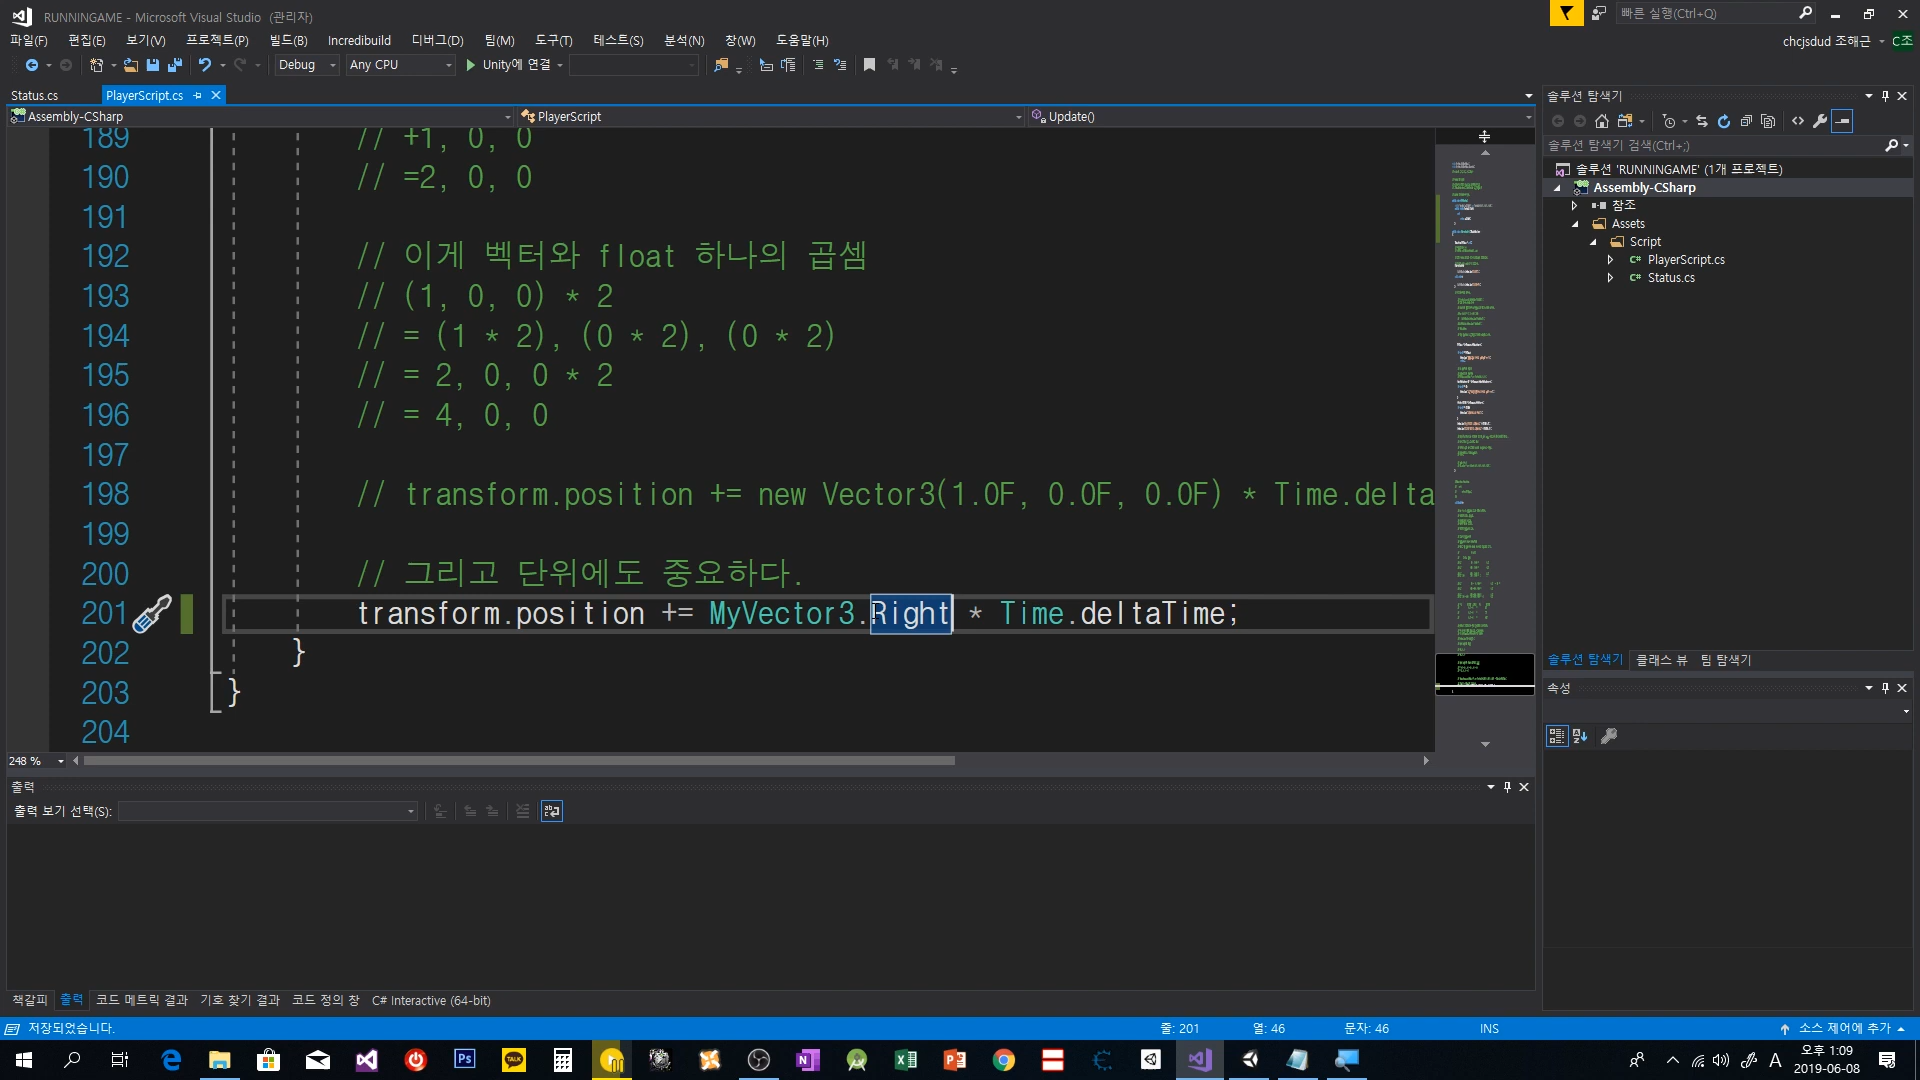 RUNNINGAME - Microsoft Visual Studio (관리자)
빠른 실행(Ctrl+Q)
파일(F) 편집(E) 보기(V) 프로젝트(P) 빌드(B) Incredibuild 디버그(D) 팀(M) 도구(T) 테스트(S) 분석(N) 창(W) 도움말(H)
chcjsdud 조해근 C조
Debug Any CPU Unity에 연결
Status.cs PlayerScript.cs
Assembly-CSharp PlayerScript Update()
189 // +1, 0, 0
190 // =2, 0, 0
191
192 // 이게 벡터와 float 하나의 곱셈
193 // (1, 0, 0) * 2
194 // = (1 * 2), (0 * 2), (0 * 2)
195 // = 2, 0, 0 * 2
196 // = 4, 0, 0
197
198 // transform.position += new Vector3(1.0F, 0.0F, 0.0F) * Time.delta
199
200 // 그리고 단위에도 중요하다.
201 transform.position += MyVector3.Right * Time.deltaTime;
202 }
203 }
204
248 %
솔루션 탐색기
솔루션 탐색기 검색(Ctrl+;)
솔루션 'RUNNINGAME' (1개 프로젝트)
Assembly-CSharp
참조
Assets
Script
C# PlayerScript.cs
C# Status.cs
솔루션 탐색기 클래스 뷰 팀 탐색기
속성
출력
출력 보기 선택(S):
책갈피 출력 코드 메트릭 결과 기호 찾기 결과 코드 정의 창 C# Interactive (64-bit)
저장되었습니다. 줄: 201 열: 46 문자: 46 INS 소스 제어에 추가
Ps
TALK
A
오후 1:09
2019-06-08